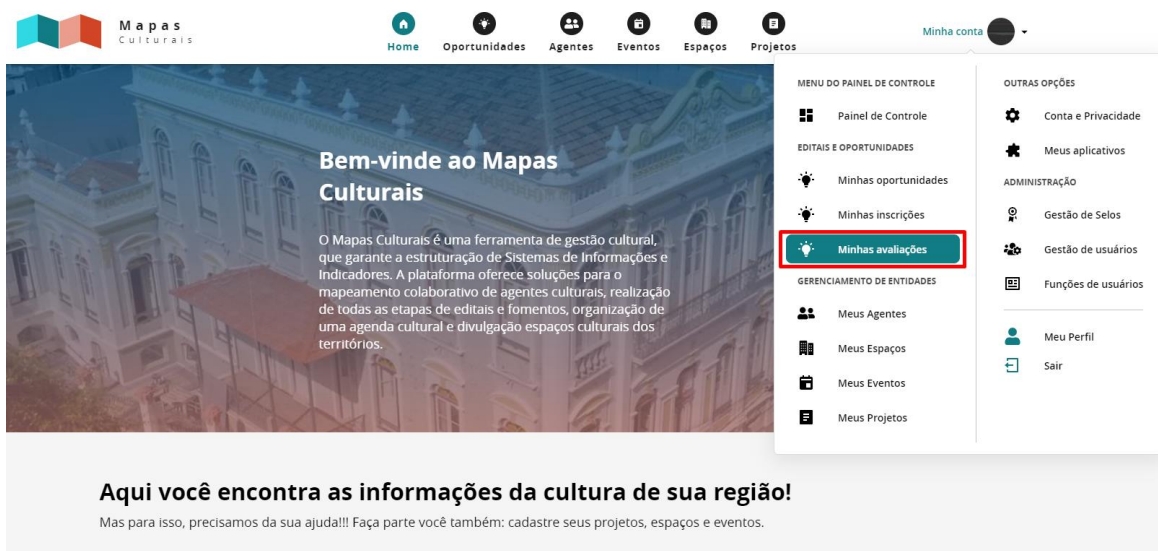 Mapas
Culturais
Home
Oportunidades
Agentes
Eventos
Espaços
Projetos
Minha conta
MENU DO PAINEL DE CONTROLE
Painel de Controle
EDITAIS E OPORTUNIDADES
Minhas oportunidades
Minhas inscrições
Minhas avaliações
GERENCIAMENTO DE ENTIDADES
Meus Agentes
Meus Espaços
Meus Eventos
Meus Projetos
OUTRAS OPÇÕES
Conta e Privacidade
Meus aplicativos
ADMINISTRAÇÃO
Gestão de Selos
Gestão de usuários
Funções de usuários
Meu Perfil
Sair
Bem-vinde ao Mapas
Culturais
O Mapas Culturais é uma ferramenta de gestão cultural,
que garante a estruturação de Sistemas de Informações e
Indicadores. A plataforma oferece soluções para o
mapeamento colaborativo de agentes culturais, realização
de todas as etapas de editais e fomentos, organização de
uma agenda cultural e divulgação espaços culturais dos
territórios.
Aqui você encontra as informações da cultura de sua região!
Mas para isso, precisamos da sua ajuda!!! Faça parte você também: cadastre seus projetos, espaços e eventos.